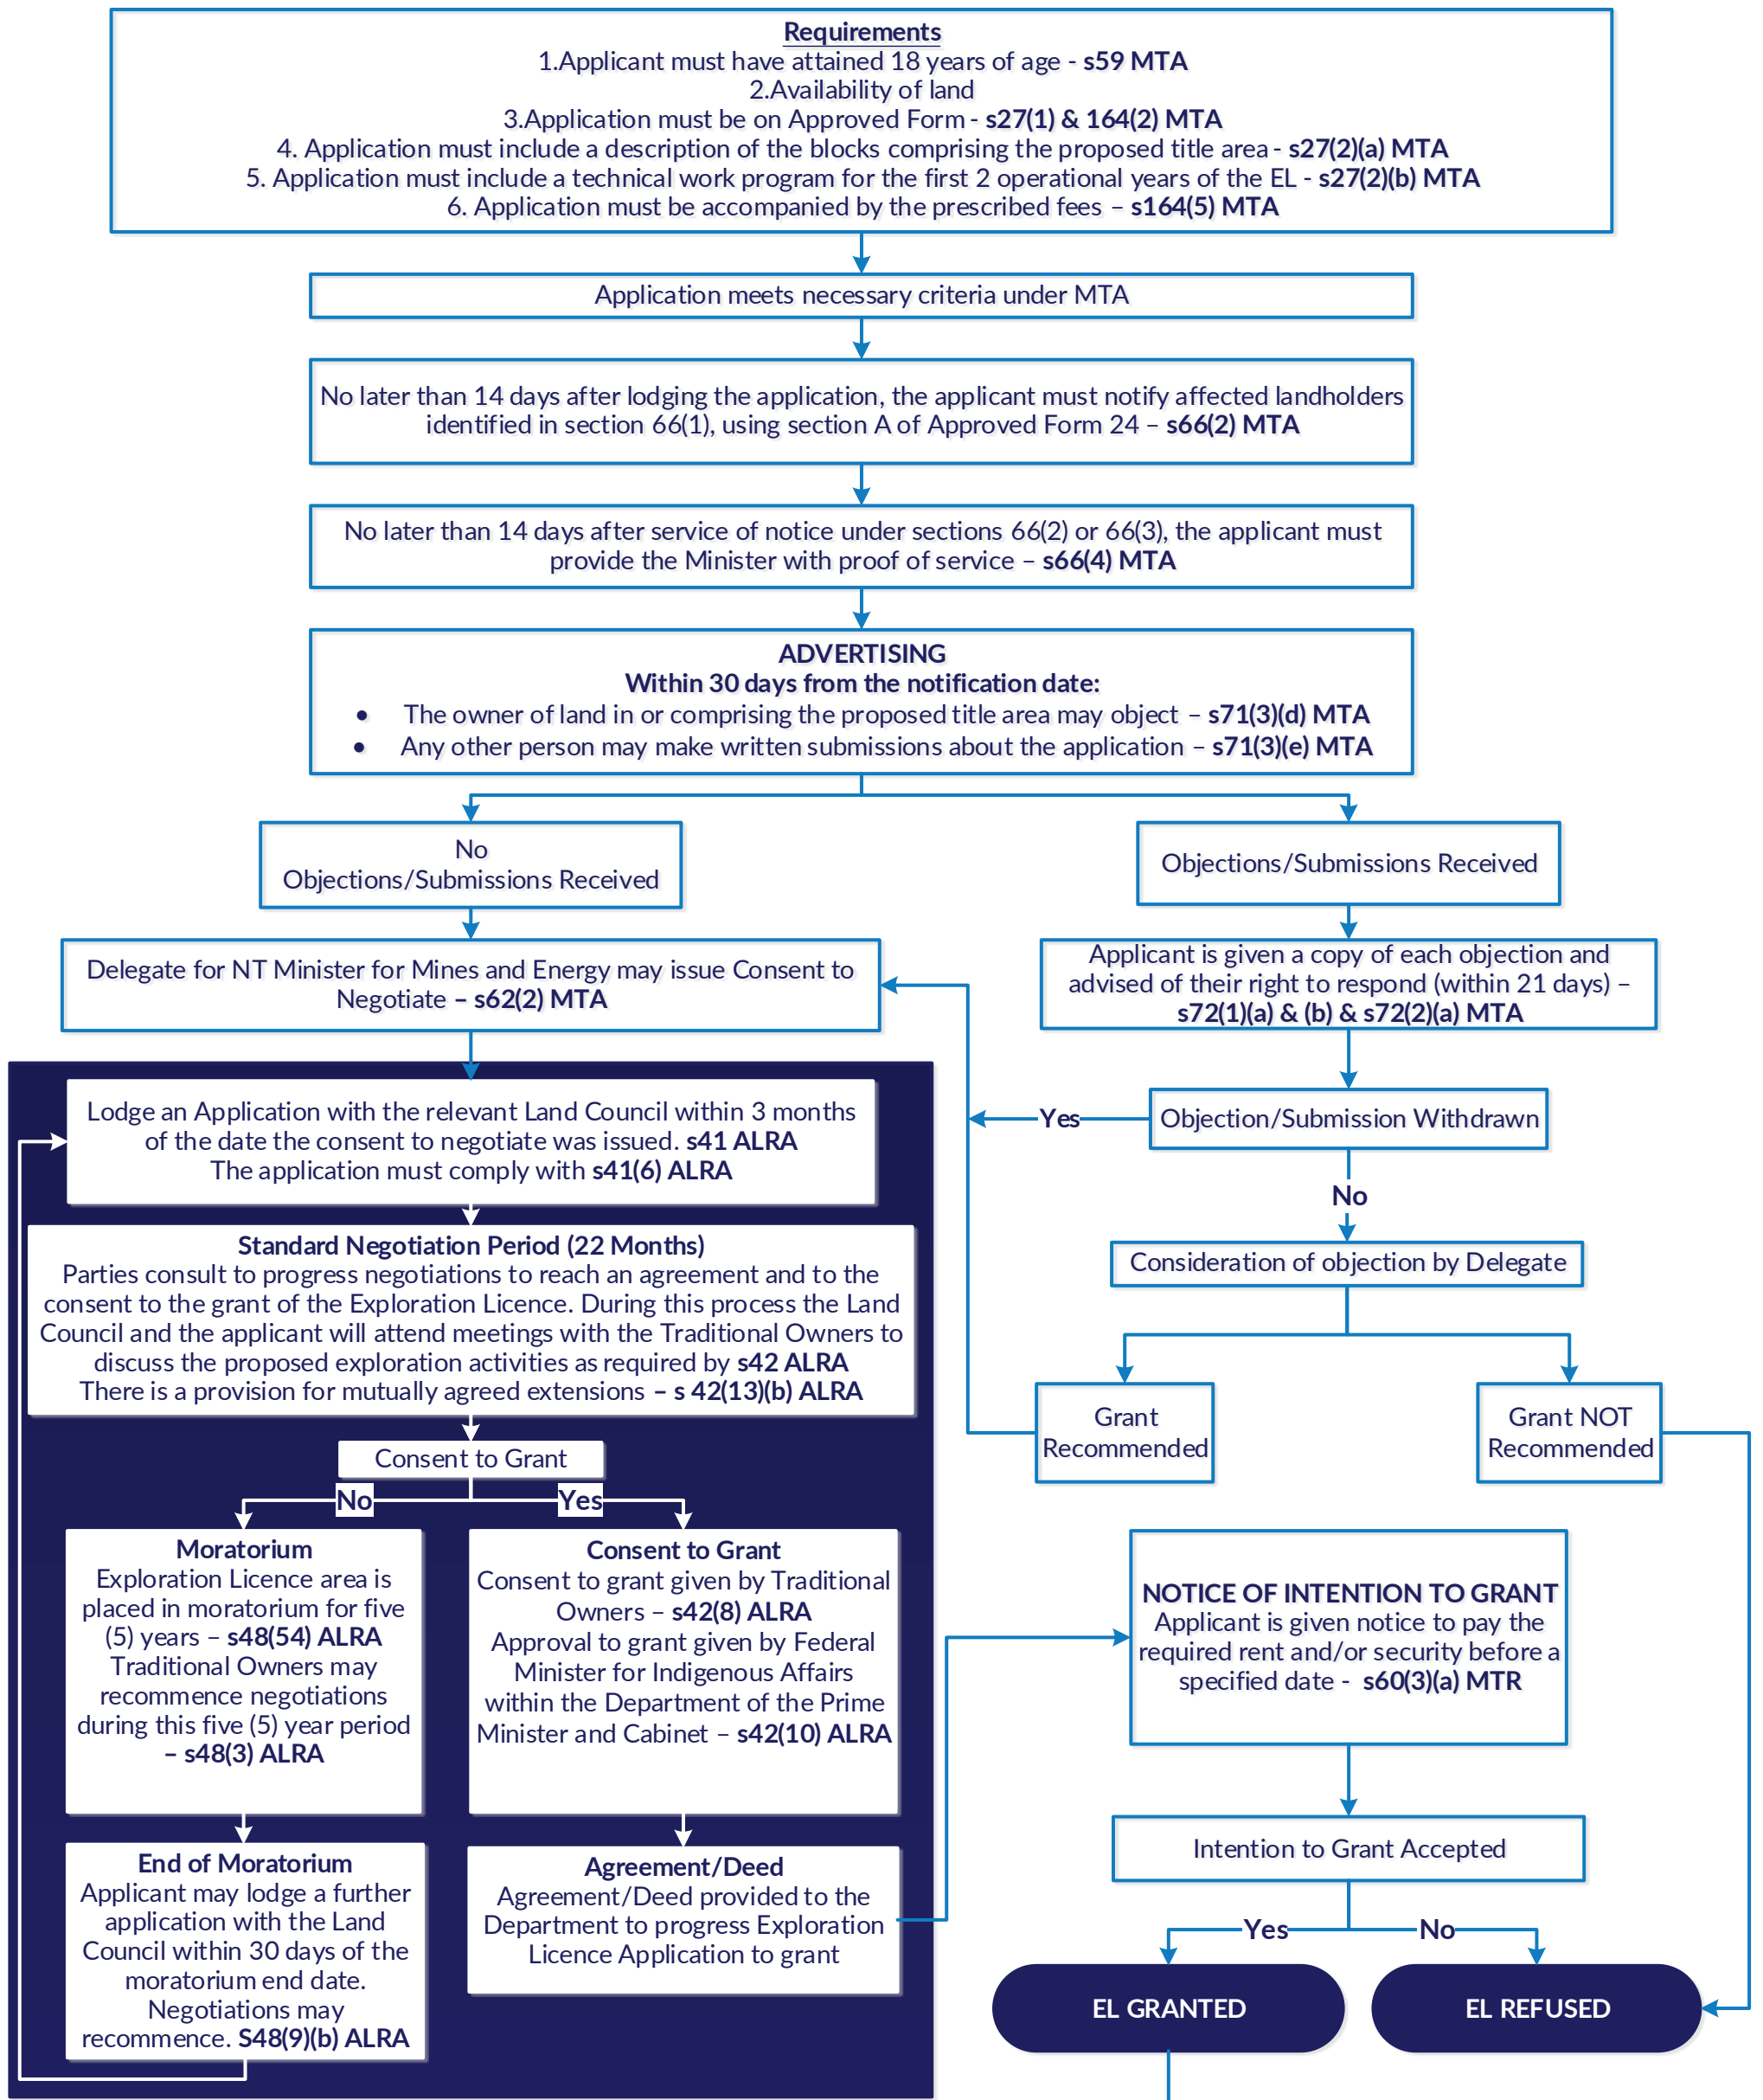 Requirements
1.Applicant must have attained 18 years of age - s59 MTA
2.Availability of land
3.Application must be on Approved Form - s27(1) & 164(2) MTA
4. Application must include a description of the blocks comprising the proposed title area - s27(2)(a) MTA
5. Application must include a technical work program for the first 2 operational years of the EL - s27(2)(b) MTA
6. Application must be accompanied by the prescribed fees – s164(5) MTA
Application meets necessary criteria under MTA
No later than 14 days after lodging the application, the applicant must notify affected landholders
identified in section 66(1), using section A of Approved Form 24 – s66(2) MTA
No later than 14 days after service of notice under sections 66(2) or 66(3), the applicant must
provide the Minister with proof of service – s66(4) MTA
ADVERTISING
Within 30 days from the notification date:
• The owner of land in or comprising the proposed title area may object – s71(3)(d) MTA
• Any other person may make written submissions about the application – s71(3)(e) MTA
No
Objections/Submissions Received
Objections/Submissions Received
Delegate for NT Minister for Mines and Energy may issue Consent to
Negotiate – s62(2) MTA
Applicant is given a copy of each objection and
advised of their right to respond (within 21 days) –
s72(1)(a) & (b) & s72(2)(a) MTA
Lodge an Application with the relevant Land Council within 3 months
of the date the consent to negotiate was issued. s41 ALRA
The application must comply with s41(6) ALRA
Yes
Objection/Submission Withdrawn
No
Standard Negotiation Period (22 Months)
Parties consult to progress negotiations to reach an agreement and to the
consent to the grant of the Exploration Licence. During this process the Land
Council and the applicant will attend meetings with the Traditional Owners to
discuss the proposed exploration activities as required by s42 ALRA
There is a provision for mutually agreed extensions – s 42(13)(b) ALRA
Consideration of objection by Delegate
Grant
Recommended
Grant NOT
Recommended
Consent to Grant
No
Yes
Moratorium
Exploration Licence area is
placed in moratorium for five
(5) years – s48(54) ALRA
Traditional Owners may
recommence negotiations
during this five (5) year period
– s48(3) ALRA
Consent to Grant
Consent to grant given by Traditional
Owners – s42(8) ALRA
Approval to grant given by Federal
Minister for Indigenous Affairs
within the Department of the Prime
Minister and Cabinet – s42(10) ALRA
NOTICE OF INTENTION TO GRANT
Applicant is given notice to pay the
required rent and/or security before a
specified date - s60(3)(a) MTR
End of Moratorium
Applicant may lodge a further
application with the Land
Council within 30 days of the
moratorium end date.
Negotiations may
recommence. S48(9)(b) ALRA
Agreement/Deed
Agreement/Deed provided to the
Department to progress Exploration
Licence Application to grant
Intention to Grant Accepted
Yes
No
EL GRANTED
EL REFUSED